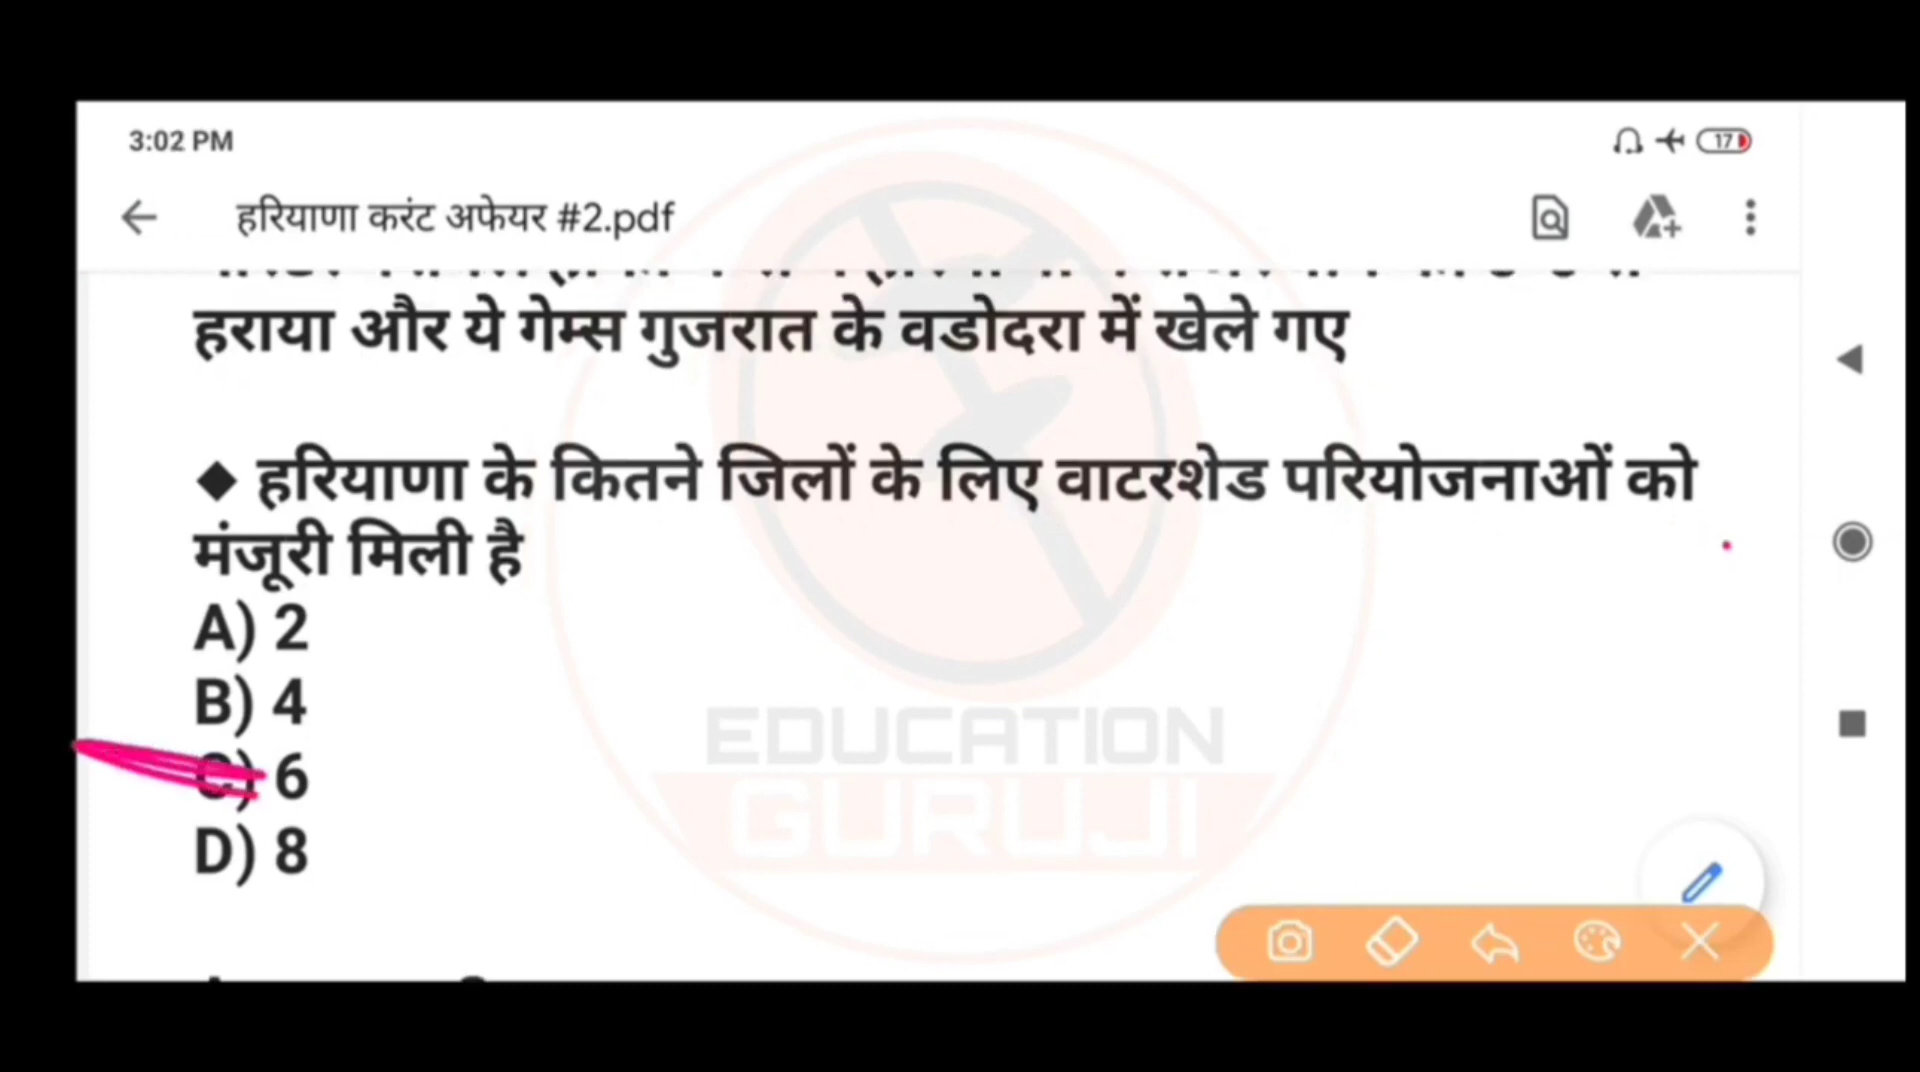 3:02 PM
17
हरियाणा करंट अफेयर #2.pdf
हराया और ये गेम्स गुजरात के वडोदरा में खेले गए
◆ हरियाणा के कितने जिलों के लिए वाटरशेड परियोजनाओं को
मंजूरी मिली है
A) 2
B) 4
C) 6
D) 8
EDUCATION
GURUJI